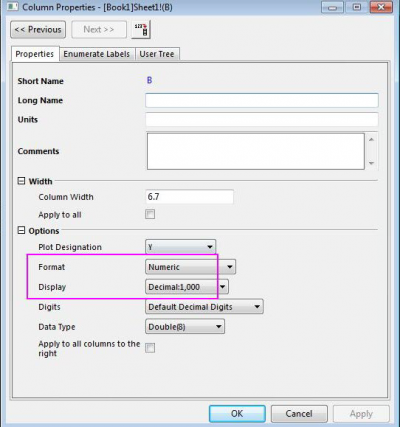 Column Properties - [Book1]Sheet1!(B)
<< Previous Next >>
Properties Enumerate Labels User Tree
Short Name B
Long Name
Units
Comments
Width
Column Width 6.7
Apply to all
Options
Plot Designation Y
Format Numeric
Display Decimal:1,000
Digits Default Decimal Digits
Data Type Double(8)
Apply to all columns to the
right
OK Cancel Apply